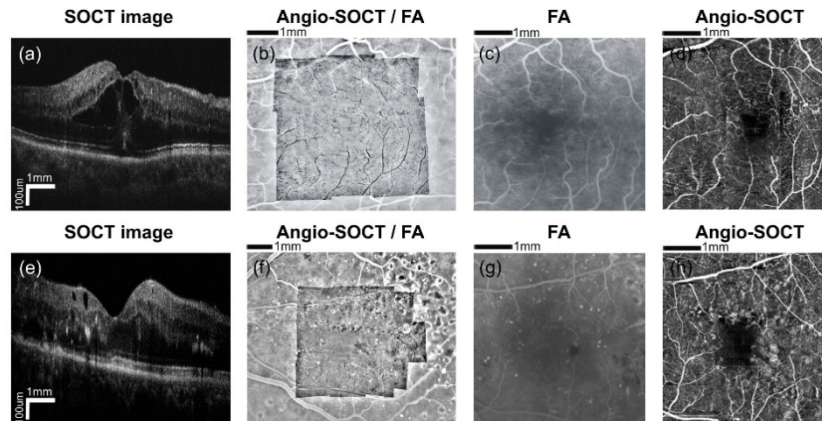 SOCT image Angio-SOCT / FA FA Angio-SOCT
1mm 1mm 1mm
(a) (b) (c) (d)
1mm
100um
SOCT image Angio-SOCT / FA FA Angio-SOCT
1mm 1mm 1mm
(e) (f) (g) (h)
1mm
100um